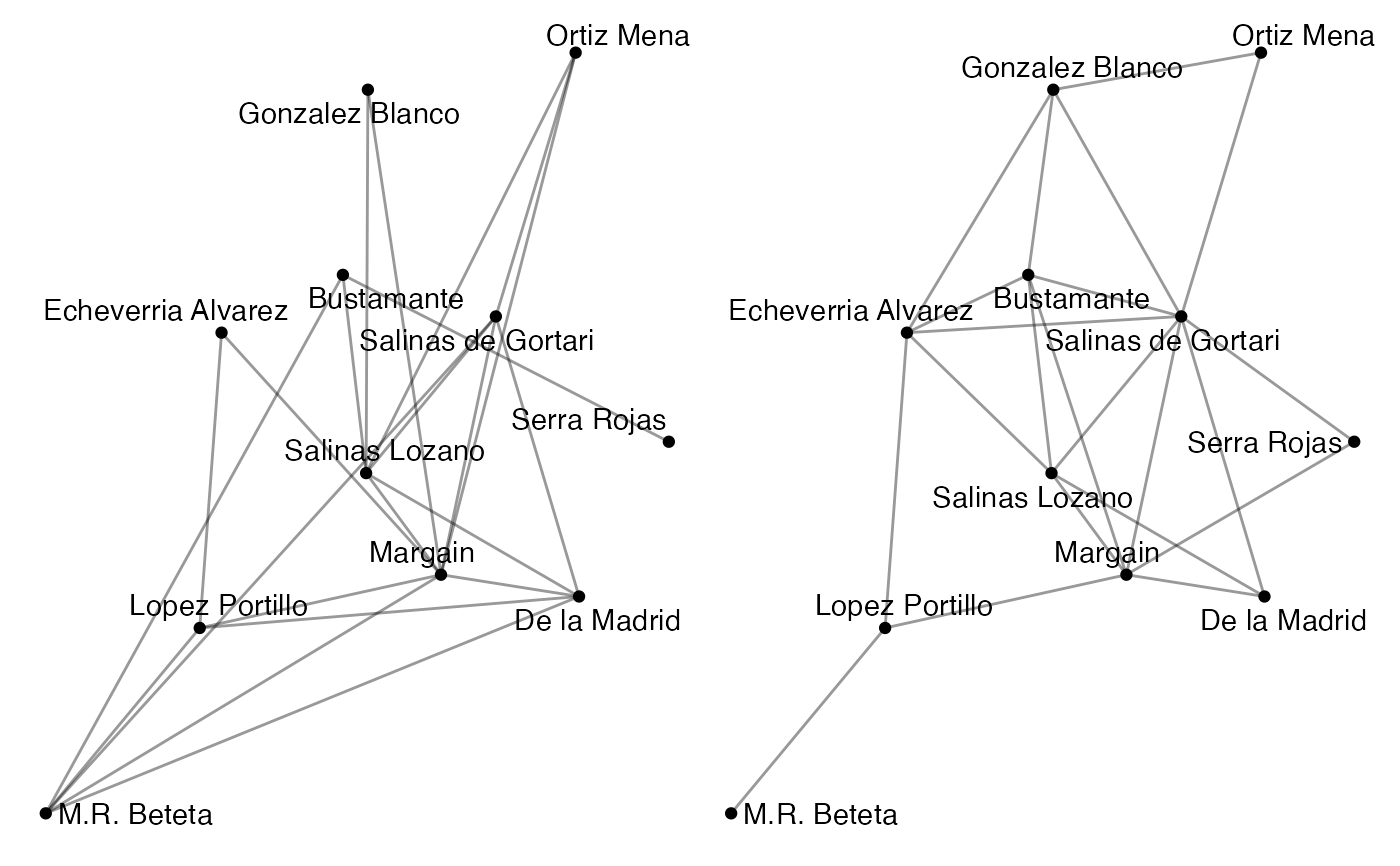 Ortiz Mena
Gonzalez Blanco
Bustamante
Echeverria Alvarez
Salinas de Gortari
Serra Rojas
Salinas Lozano
Margain
Lopez Portillo
De la Madrid
M.R. Beteta
Ortiz Mena
Gonzalez Blanco
Bustamante
Echeverria Alvarez
Salinas de Gortari
Serra Rojas
Salinas Lozano
Margain
Lopez Portillo
De la Madrid
M.R. Beteta